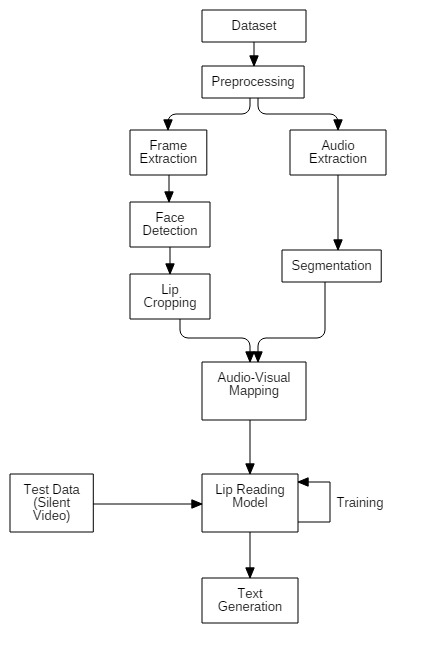 Dataset
Preprocessing
Frame
Extraction
Audio
Extraction
Face
Detection
Segmentation
Lip
Cropping
Audio-Visual
Mapping
Test Data
(Silent
Video)
Lip Reading
Model
Training
Text
Generation